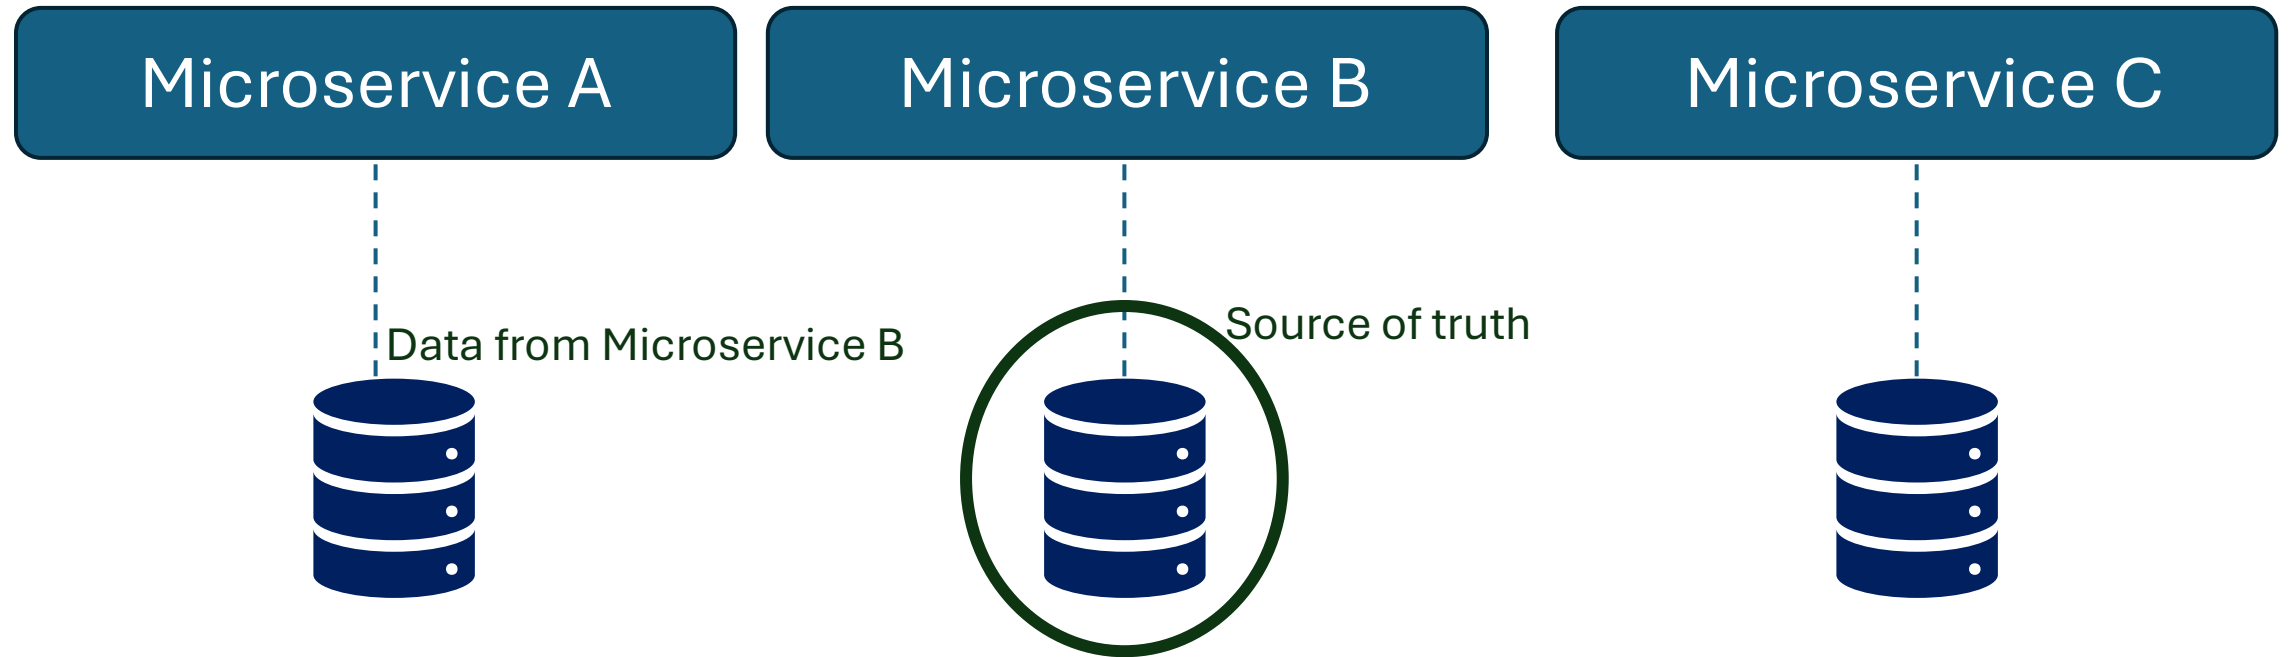 Microservice A
Microservice B
Microservice C
Data from Microservice B
Source of truth